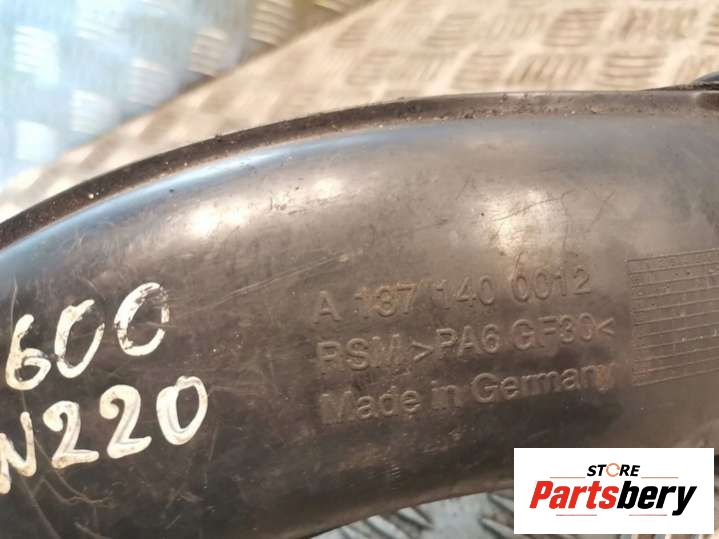 A 137 140 0012
RSM >PA6 GF30<
Made in Germany
600
N220
STORE
Partsbery